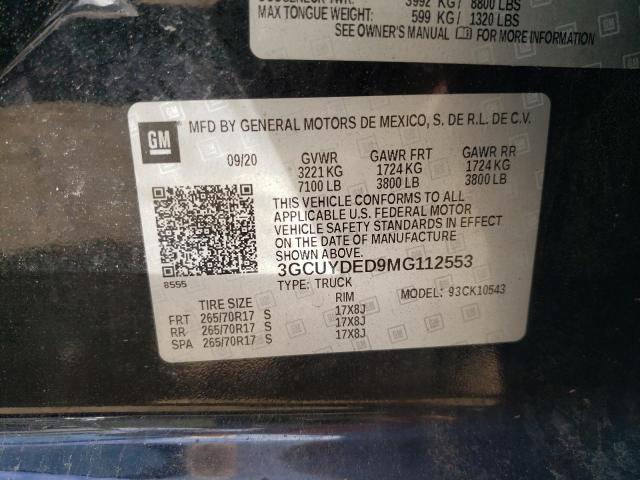 3992 KG / 8800 LBS
MAX TONGUE WEIGHT: 599 KG / 1320 LBS
SEE OWNER'S MANUAL FOR MORE INFORMATION
GM
MFD BY GENERAL MOTORS DE MEXICO, S. DE R.L. DE C.V.
09/20 GVWR GAWR FRT GAWR RR
3221 KG 1724 KG 1724 KG
7100 LB 3800 LB 3800 LB
THIS VEHICLE CONFORMS TO ALL
APPLICABLE U.S. FEDERAL MOTOR
VEHICLE SAFETY STANDARDS IN EFFECT
ON THE DATE OF MANUFACTURE
SHOWN ABOVE.
3GCUYDED9MG112553
8555
TYPE: TRUCK MODEL: 93CK10543
TIRE SIZE RIM
FRT 265/70R17 S 17X8J
RR 265/70R17 S 17X8J
SPA 265/70R17 S 17X8J